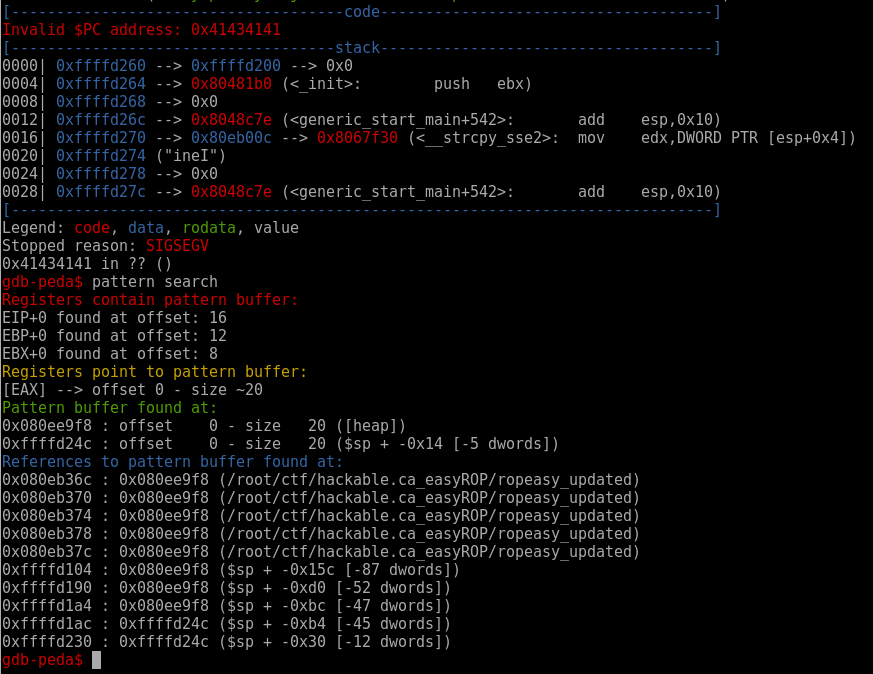 [------------------------------------code------------------------------------]
Invalid $PC address: 0x41434141
[-----------------------------------stack------------------------------------]
0000| 0xffffd260 --> 0xffffd200 --> 0x0
0004| 0xffffd264 --> 0x80481b0 (<_init>:        push   ebx)
0008| 0xffffd268 --> 0x0
0012| 0xffffd26c --> 0x8048c7e (<generic_start_main+542>:       add    esp,0x10)
0016| 0xffffd270 --> 0x80eb00c --> 0x8067f30 (<__strcpy_sse2>:  mov    edx,DWORD PTR [esp+0x4])
0020| 0xffffd274 ("ineI")
0024| 0xffffd278 --> 0x0
0028| 0xffffd27c --> 0x8048c7e (<generic_start_main+542>:       add    esp,0x10)
[------------------------------------------------------------------------------]
Legend: code, data, rodata, value
Stopped reason: SIGSEGV
0x41434141 in ?? ()
gdb-peda$ pattern search
Registers contain pattern buffer:
EIP+0 found at offset: 16
EBP+0 found at offset: 12
EBX+0 found at offset: 8
Registers point to pattern buffer:
[EAX] --> offset 0 - size ~20
Pattern buffer found at:
0x080ee9f8 : offset    0 - size   20 ([heap])
0xffffd24c : offset    0 - size   20 ($sp + -0x14 [-5 dwords])
References to pattern buffer found at:
0x080eb36c : 0x080ee9f8 (/root/ctf/hackable.ca_easyROP/ropeasy_updated)
0x080eb370 : 0x080ee9f8 (/root/ctf/hackable.ca_easyROP/ropeasy_updated)
0x080eb374 : 0x080ee9f8 (/root/ctf/hackable.ca_easyROP/ropeasy_updated)
0x080eb378 : 0x080ee9f8 (/root/ctf/hackable.ca_easyROP/ropeasy_updated)
0x080eb37c : 0x080ee9f8 (/root/ctf/hackable.ca_easyROP/ropeasy_updated)
0xffffd104 : 0x080ee9f8 ($sp + -0x15c [-87 dwords])
0xffffd190 : 0x080ee9f8 ($sp + -0xd0 [-52 dwords])
0xffffd1a4 : 0x080ee9f8 ($sp + -0xbc [-47 dwords])
0xffffd1ac : 0xffffd24c ($sp + -0xb4 [-45 dwords])
0xffffd230 : 0xffffd24c ($sp + -0x30 [-12 dwords])
gdb-peda$